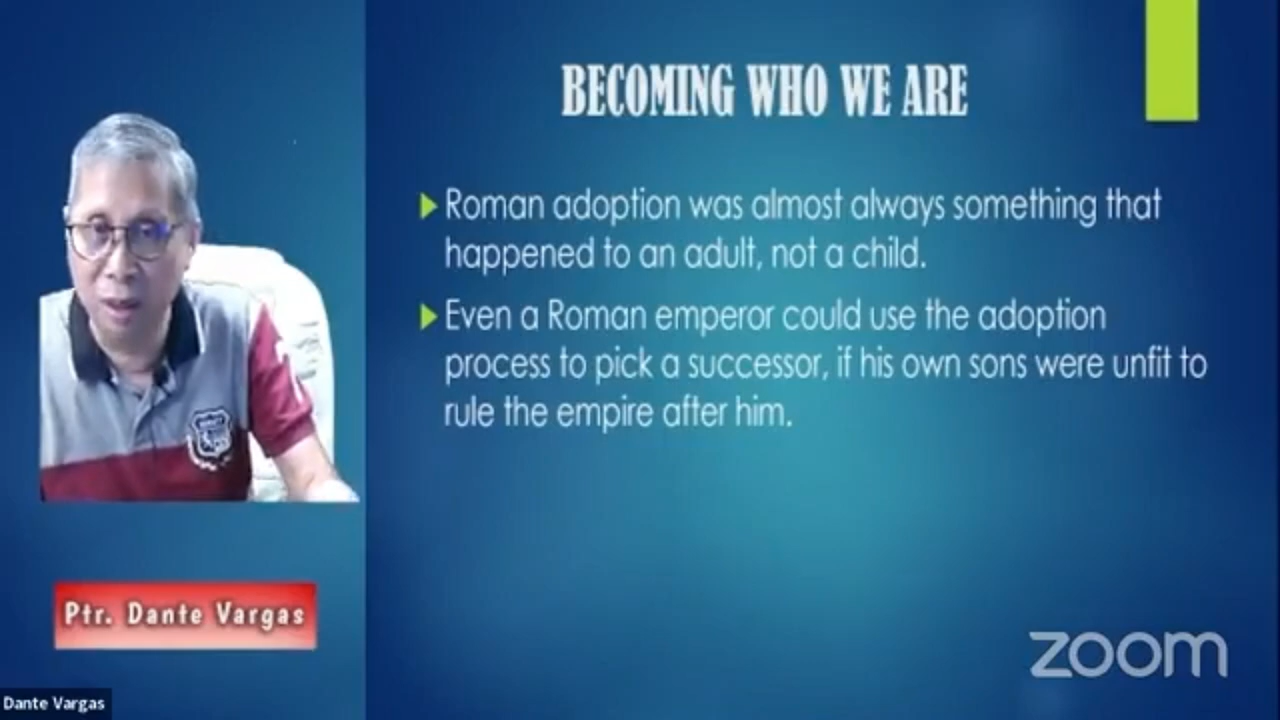 BECOMING WHO WE ARE
Roman adoption was almost always something that
happened to an adult, not a child.
Even a Roman emperor could use the adoption
process to pick a successor, if his own sons were unfit to
rule the empire after him.
Ptr. Dante Vargas
zoom
Dante Vargas